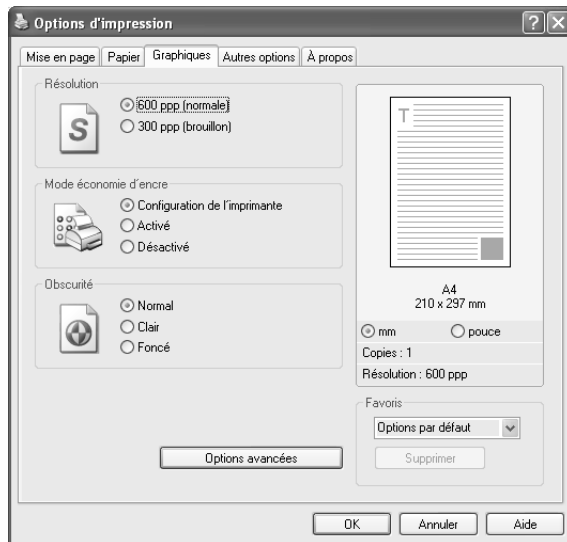 Options d'impression
Mise en page Papier Graphiques Autres options À propos
Résolution
S
600 ppp (normale)
300 ppp (brouillon)
Mode économie d'encre
Configuration de l'imprimante
Activé
Désactivé
Obscurité
Normal
Clair
Foncé
Options avancées
T
A4
210 x 297 mm
mm pouce
Copies : 1
Résolution : 600 ppp
Favoris
Options par défaut
Supprimer
OK Annuler Aide